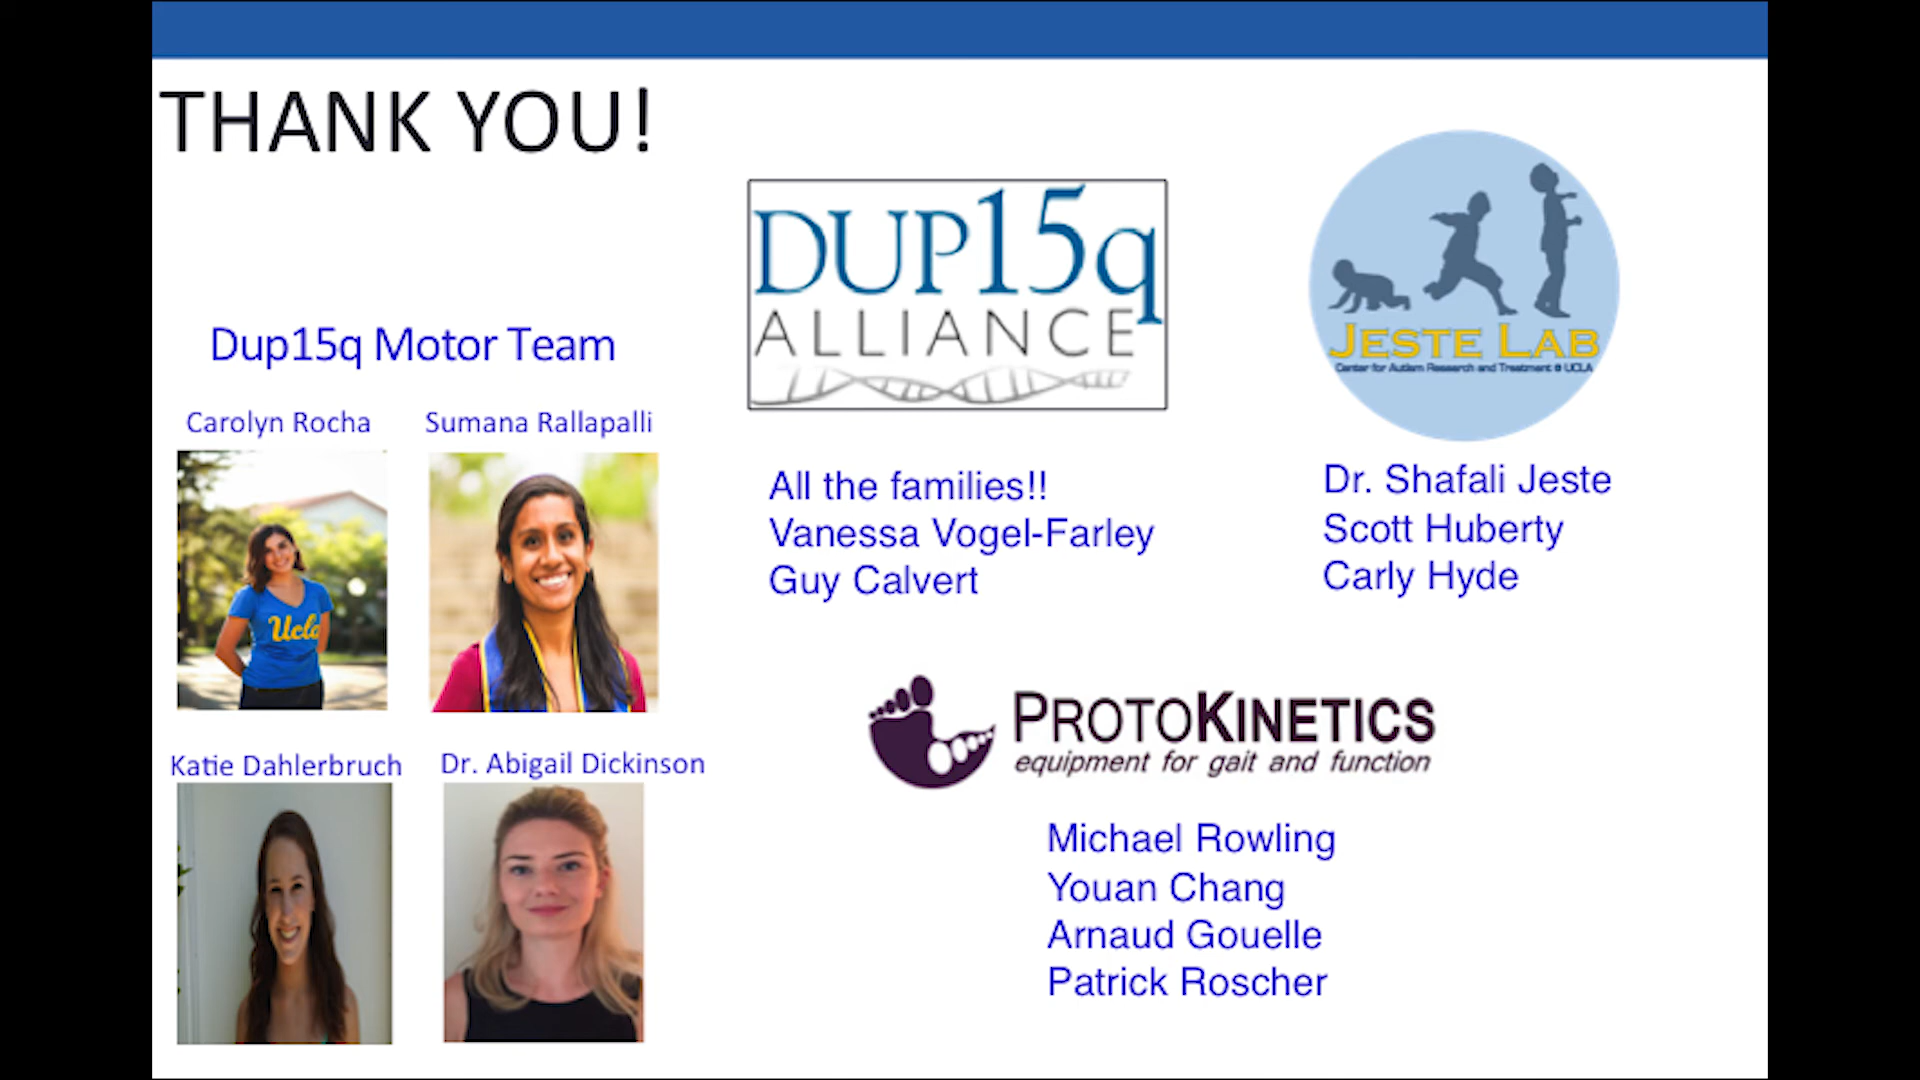 THANK YOU!
DUP15q
ALLIANCE
JESTE LAB
Center for Autism Research and Treatment @ UCLA
Dup15q Motor Team
Carolyn Rocha
Sumana Rallapalli
Ucla
Katie Dahlerbruch
Dr. Abigail Dickinson
All the families!!
Vanessa Vogel-Farley
Guy Calvert
Dr. Shafali Jeste
Scott Huberty
Carly Hyde
PROTOKINETICS
equipment for gait and function
Michael Rowling
Youan Chang
Arnaud Gouelle
Patrick Roscher